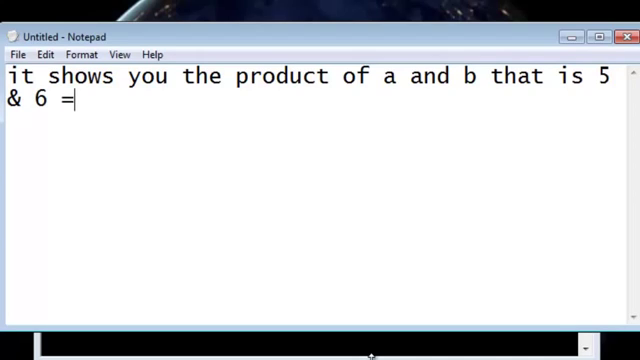 Untitled - Notepad
File Edit Format View Help
it shows you the product of a and b that is 5
& 6 =